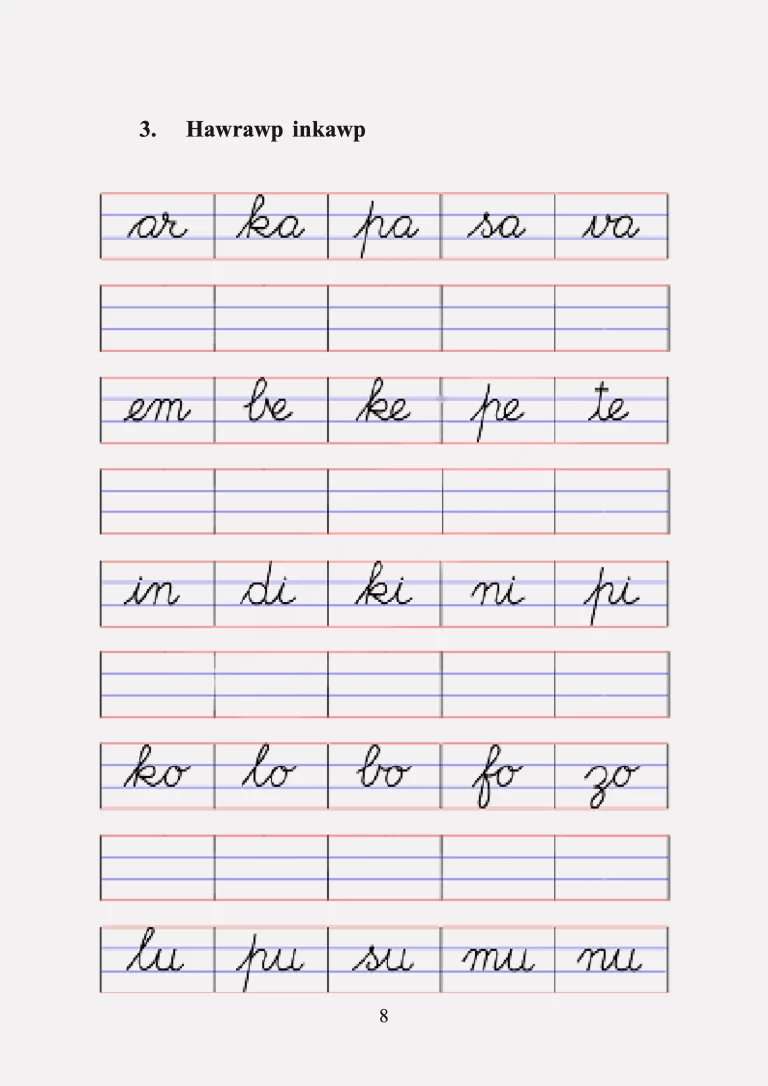 3. Hawrawp inkawp
ar ka pa sa va
em be ke pe te
in di ki ni pi
ko lo bo fo zo
lu pu su mu nu
8